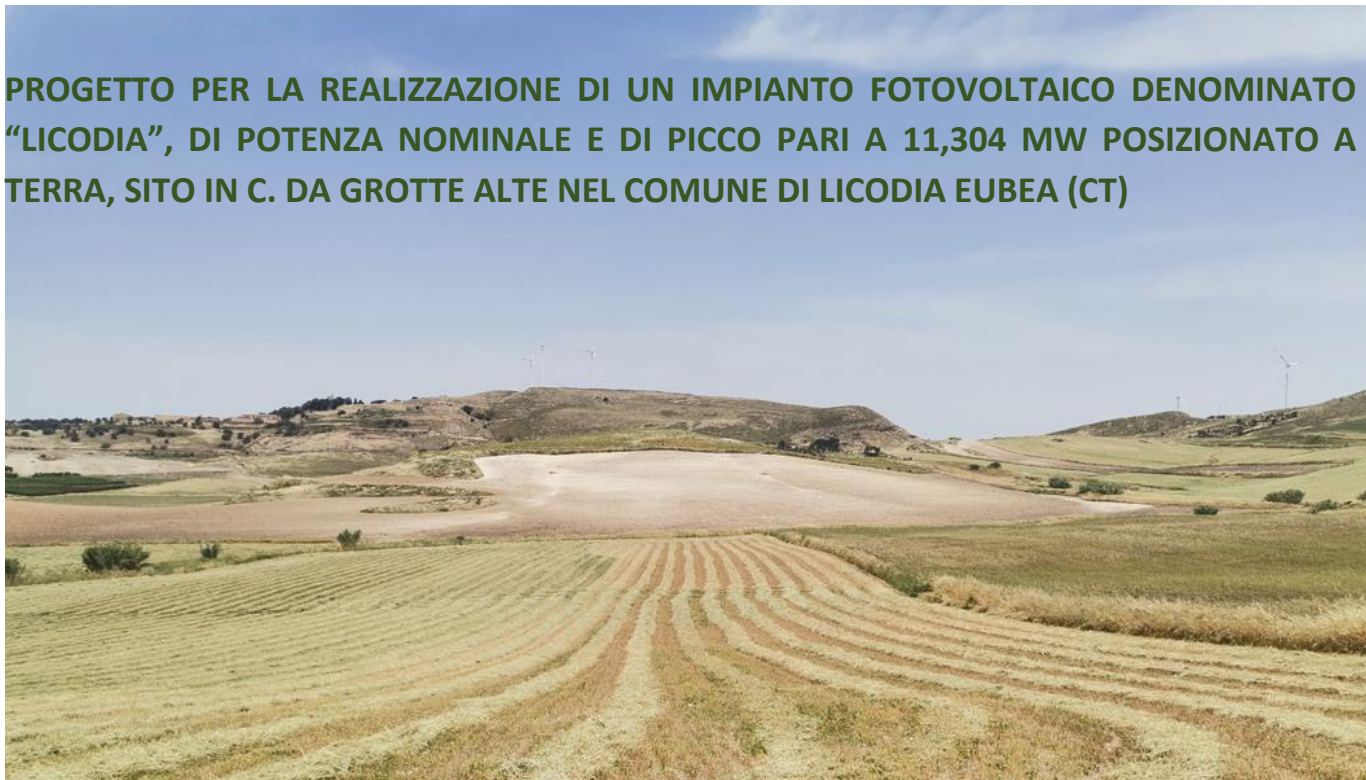 PROGETTO PER LA REALIZZAZIONE DI UN IMPIANTO FOTOVOLTAICO DENOMINATO
“LICODIA”, DI POTENZA NOMINALE E DI PICCO PARI A 11,304 MW POSIZIONATO A
TERRA, SITO IN C. DA GROTTE ALTE NEL COMUNE DI LICODIA EUBEA (CT)